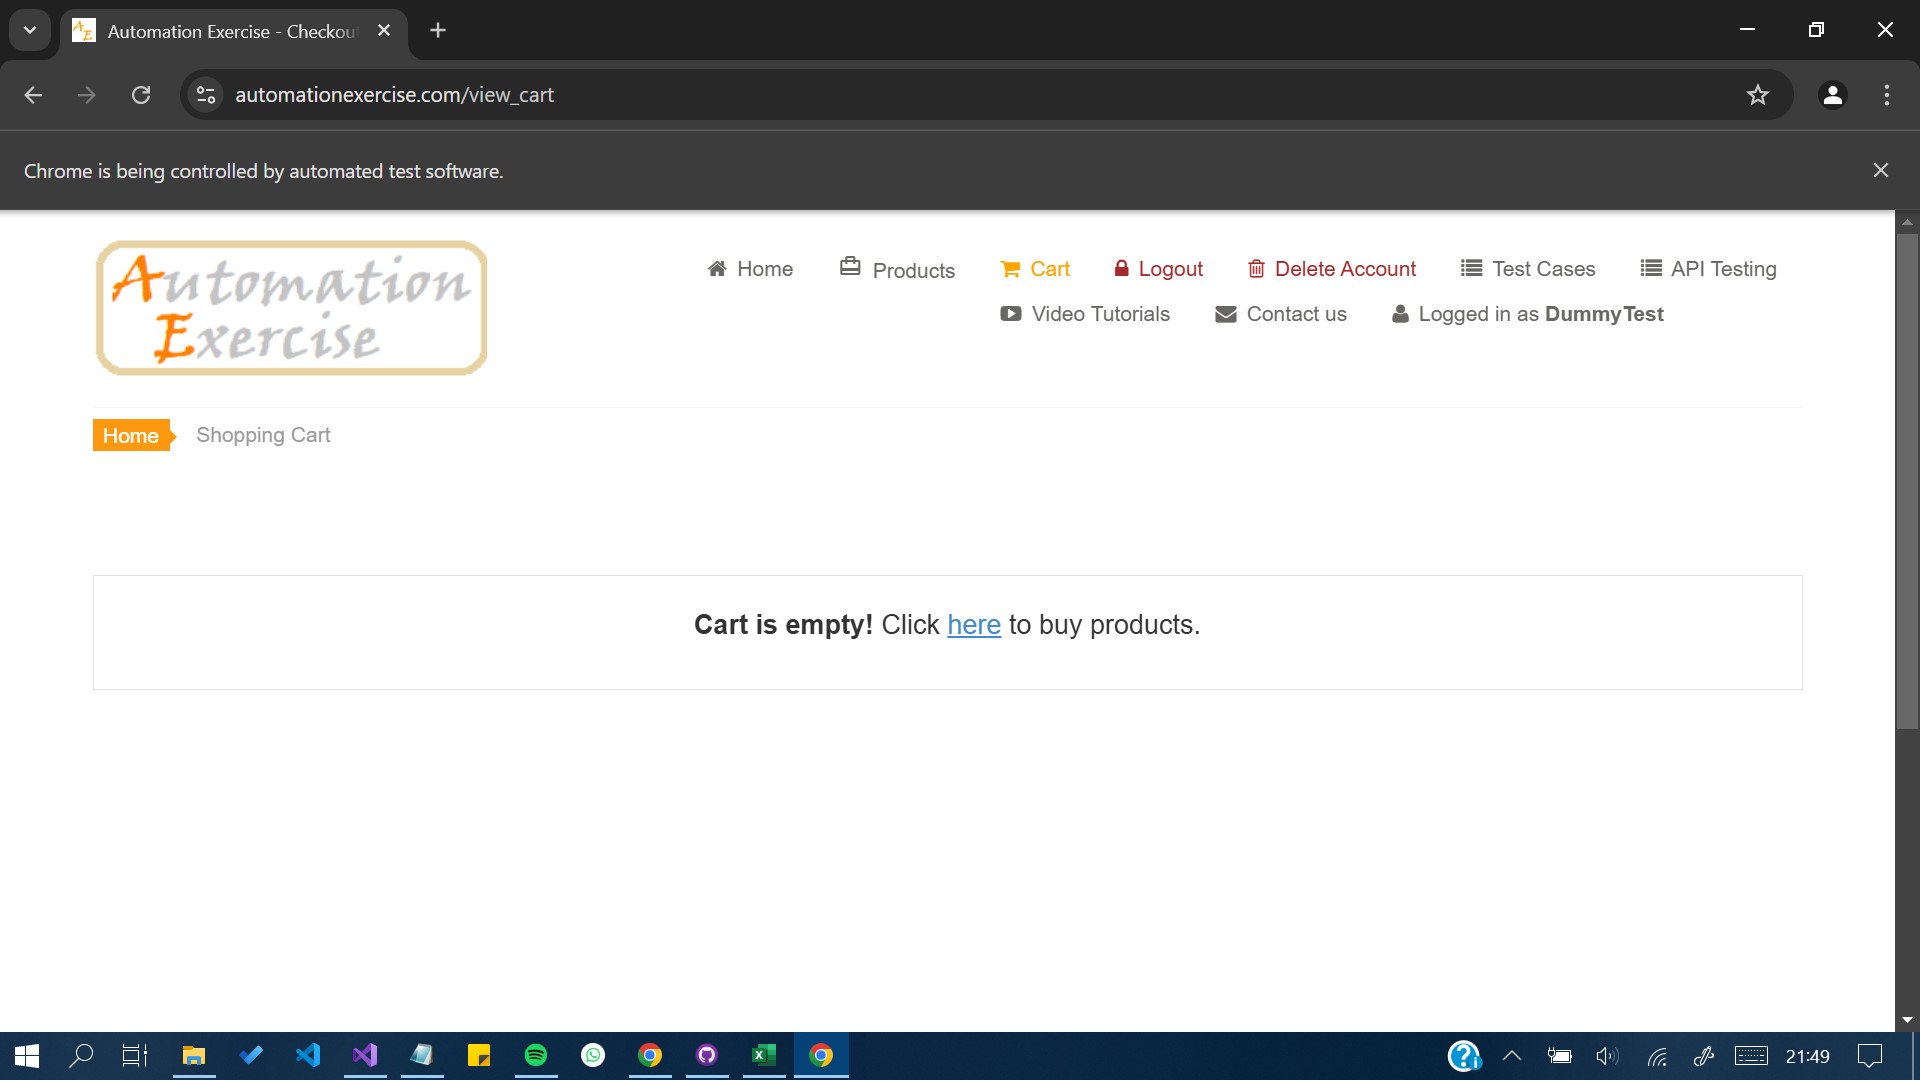 Automation Exercise - Checkou
automationexercise.com/view_cart
Chrome is being controlled by automated test software.
Automation
Exercise
Home
Products
Cart
Logout
Delete Account
Test Cases
API Testing
Video Tutorials
Contact us
Logged in as DummyTest
Home
Shopping Cart
Cart is empty! Click here to buy products.
21:49